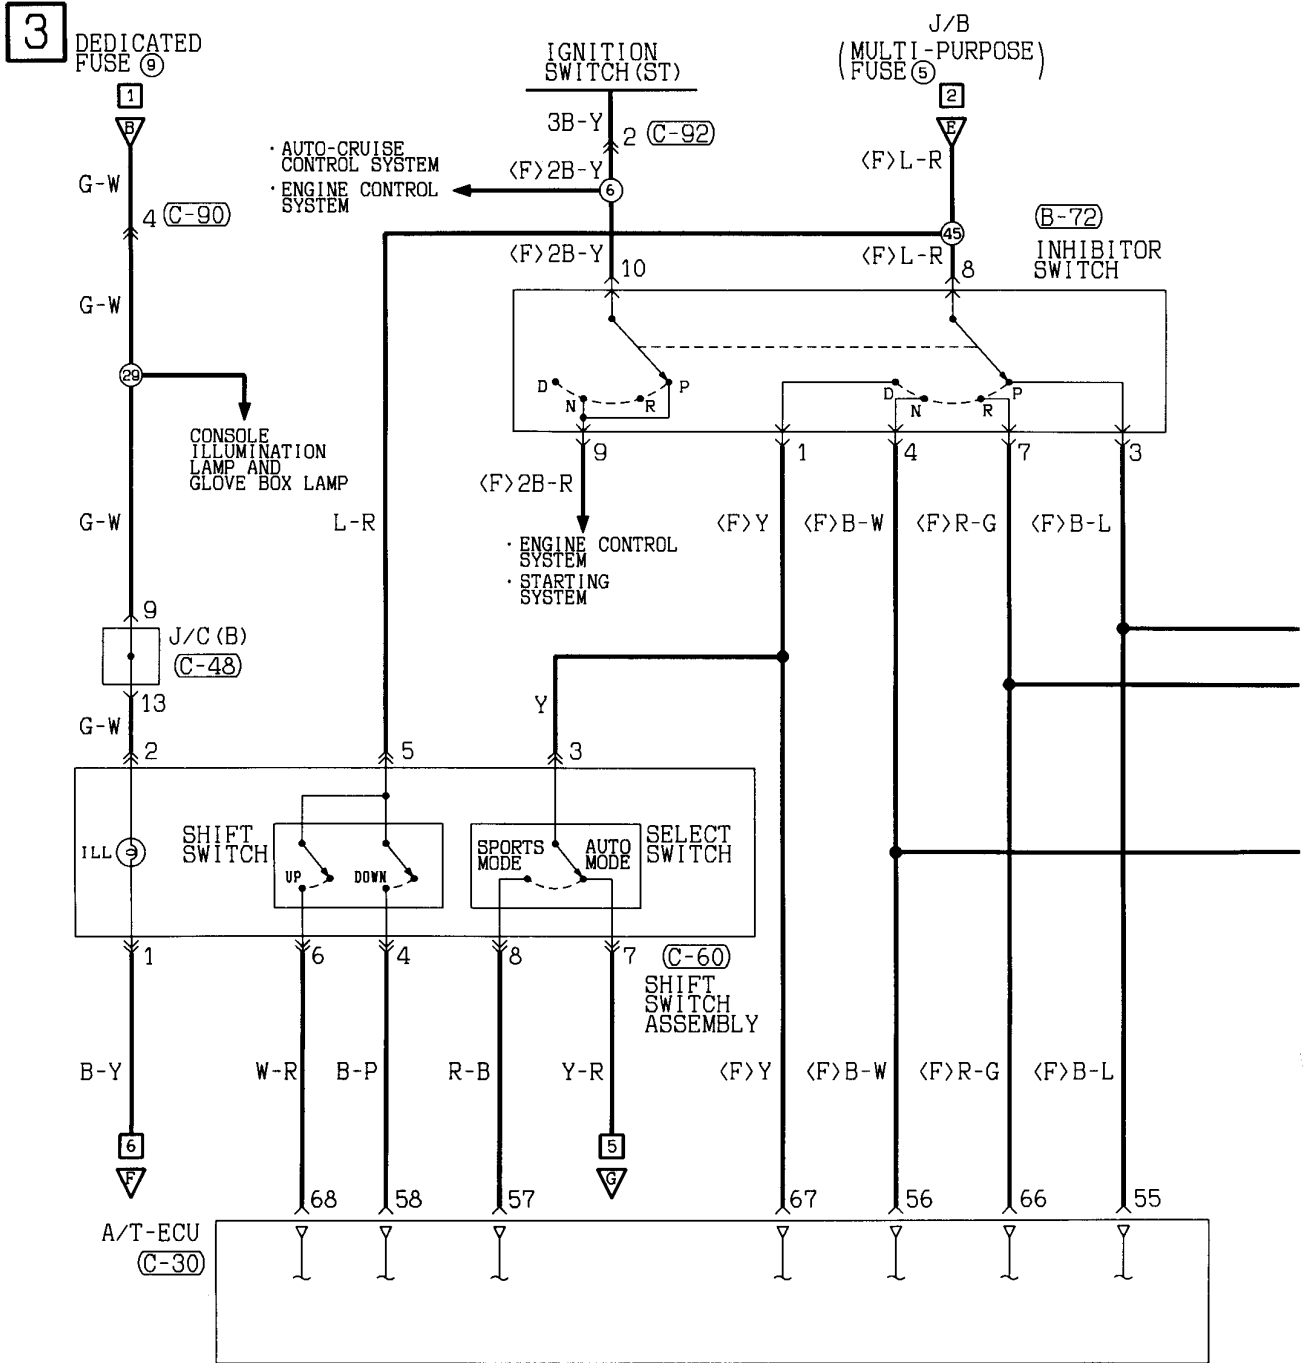 3
DEDICATED
FUSE 9
IGNITION
SWITCH(ST)
J/B
(MULTI-PURPOSE)
FUSE 5
1
2
B
E
3B-Y
2
C-92
· AUTO-CRUISE
CONTROL SYSTEM
· ENGINE CONTROL
SYSTEM
<F>2B-Y
6
<F>L-R
G-W
4
C-90
45
B-72
<F>2B-Y
<F>L-R
INHIBITOR
SWITCH
10
8
G-W
29
D
N
R
P
D
N
R
P
CONSOLE
ILLUMINATION
LAMP AND
GLOVE BOX LAMP
9
1
4
7
3
<F>2B-R
G-W
L-R
<F>Y
<F>B-W
<F>R-G
<F>B-L
· ENGINE CONTROL
SYSTEM
· STARTING
SYSTEM
9
J/C(B)
C-48
13
G-W
Y
2
5
3
ILL
SHIFT
SWITCH
UP
DOWN
SPORTS
MODE
AUTO
MODE
SELECT
SWITCH
1
6
4
8
7
C-60
SHIFT
SWITCH
ASSEMBLY
B-Y
W-R
B-P
R-B
Y-R
<F>Y
<F>B-W
<F>R-G
<F>B-L
6
5
F
G
68
58
57
67
56
66
55
A/T-ECU
C-30